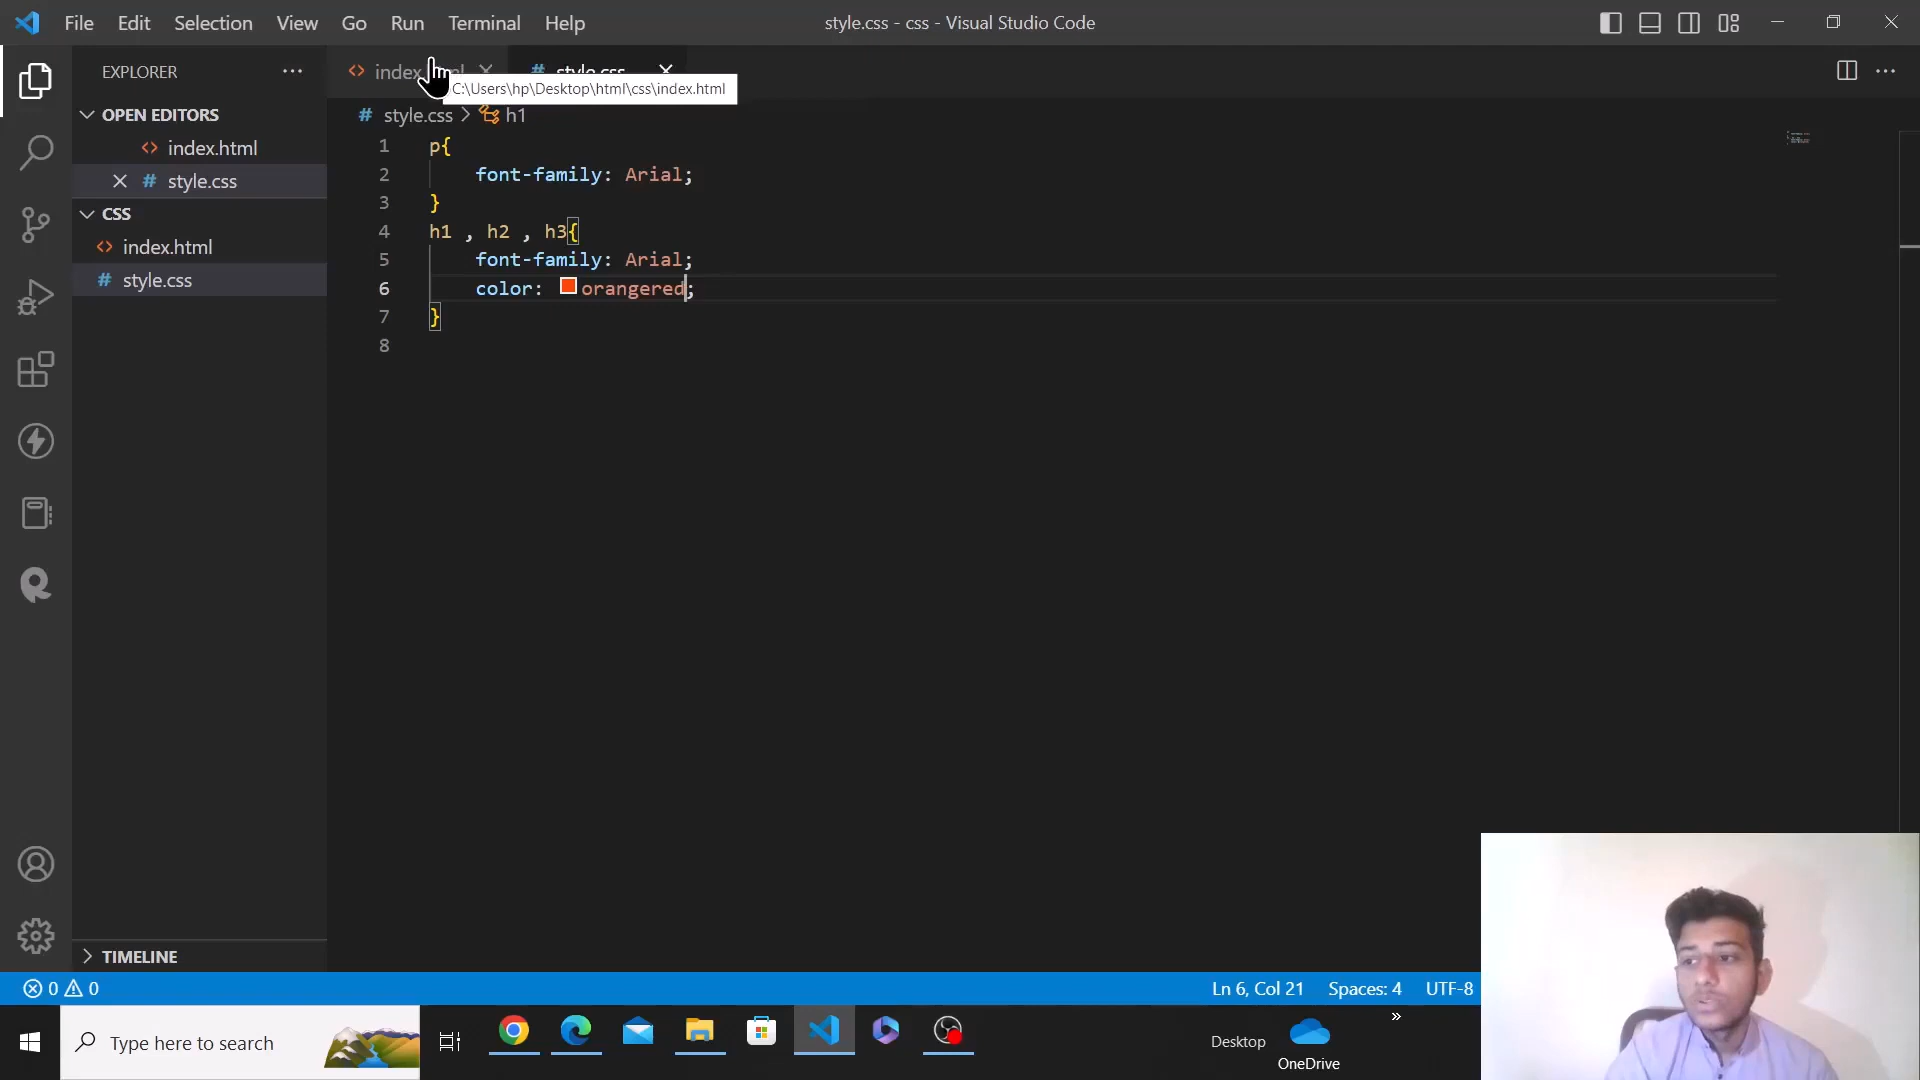 File Edit Selection View Go Run Terminal Help
style.css - css - Visual Studio Code
EXPLORER
OPEN EDITORS
index.html
style.css
CSS
index.html
style.css
TIMELINE
style.css
C:\Users\hp\Desktop\html\css\index.html
style.css > h1
1 p{
2 font-family: Arial;
3 }
4 h1 , h2 , h3{
5 font-family: Arial;
6 color: orangered;
7 }
8
0 0
Ln 6, Col 21 Spaces: 4 UTF-8
Type here to search
Desktop
OneDrive